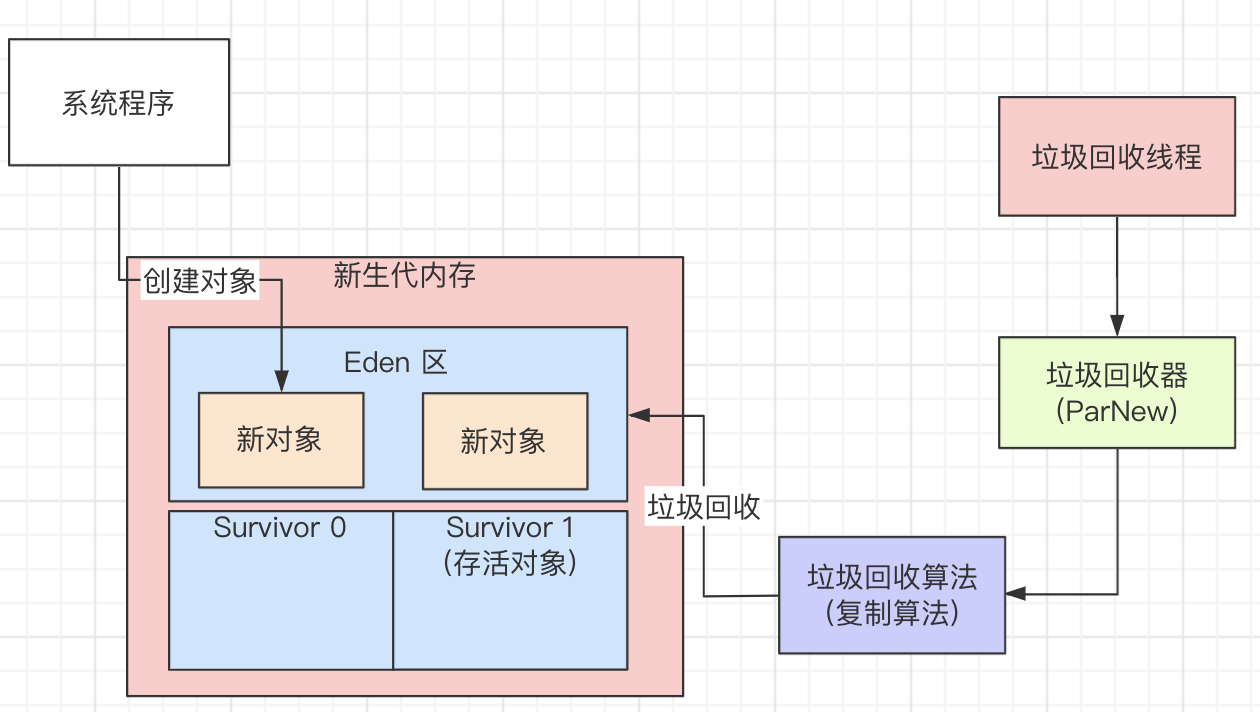 系统程序
垃圾回收线程
创建对象
新生代内存
Eden 区
新对象
新对象
垃圾回收器
(ParNew)
垃圾回收
Survivor 0
Survivor 1
(存活对象)
垃圾回收算法
(复制算法)